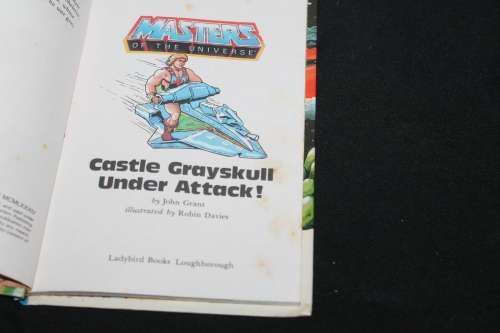 MASTERS
OF THE UNIVERSE
Castle Grayskull
Under Attack!
by John Grant
illustrated by Robin Davies
Ladybird Books Loughborough